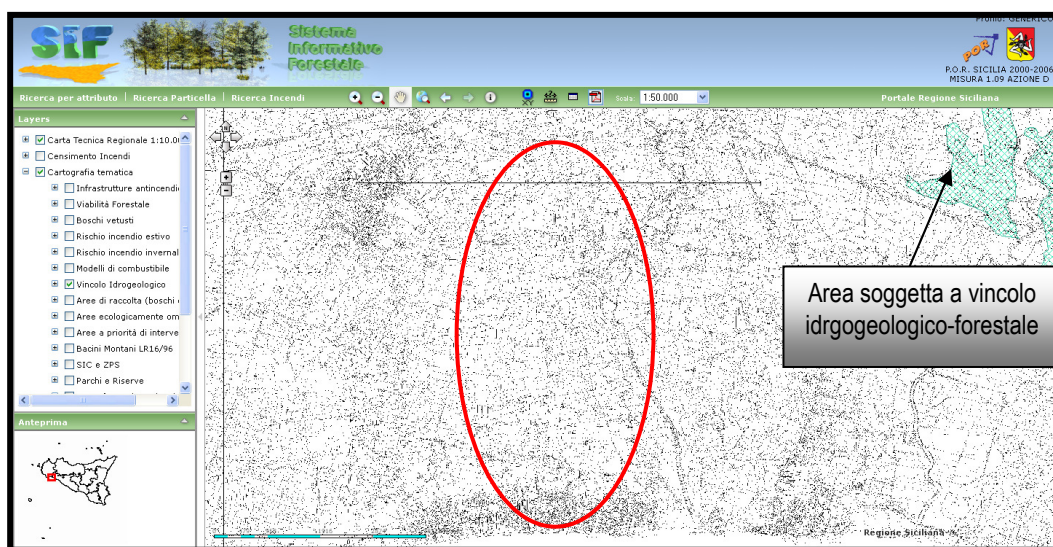 Profilo: GENERICO
SIF
Sistema
Informativo
Forestale
POR
P.O.R. SICILIA 2000-2006
MISURA 1.09 AZIONE D
Ricerca per attributo | Ricerca Particella | Ricerca Incendi
XY
Scala: 1:50.000
Portale Regione Siciliana
Layers
Carta Tecnica Regionale 1:10.0
Censimento Incendi
Cartografia tematica
Infrastrutture antincendi
Viabilità Forestale
Boschi vetusti
Rischio incendio estivo
Rischio incendio invernal
Modelli di combustibile
Vincolo Idrogeologico
Aree di raccolta (boschi
Aree ecologicamente om
Aree a priorità di interve
Bacini Montani LR16/96
SIC e ZPS
Parchi e Riserve
Anteprima
N
Area soggetta a vincolo
idrgogeologico-forestale
Regione Siciliana